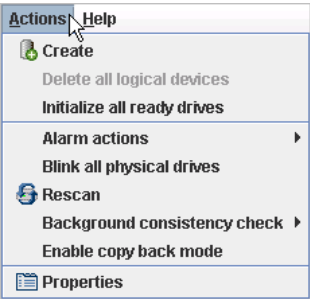 Actions Help
Create
Delete all logical devices
Initialize all ready drives
Alarm actions
Blink all physical drives
Rescan
Background consistency check
Enable copy back mode
Properties